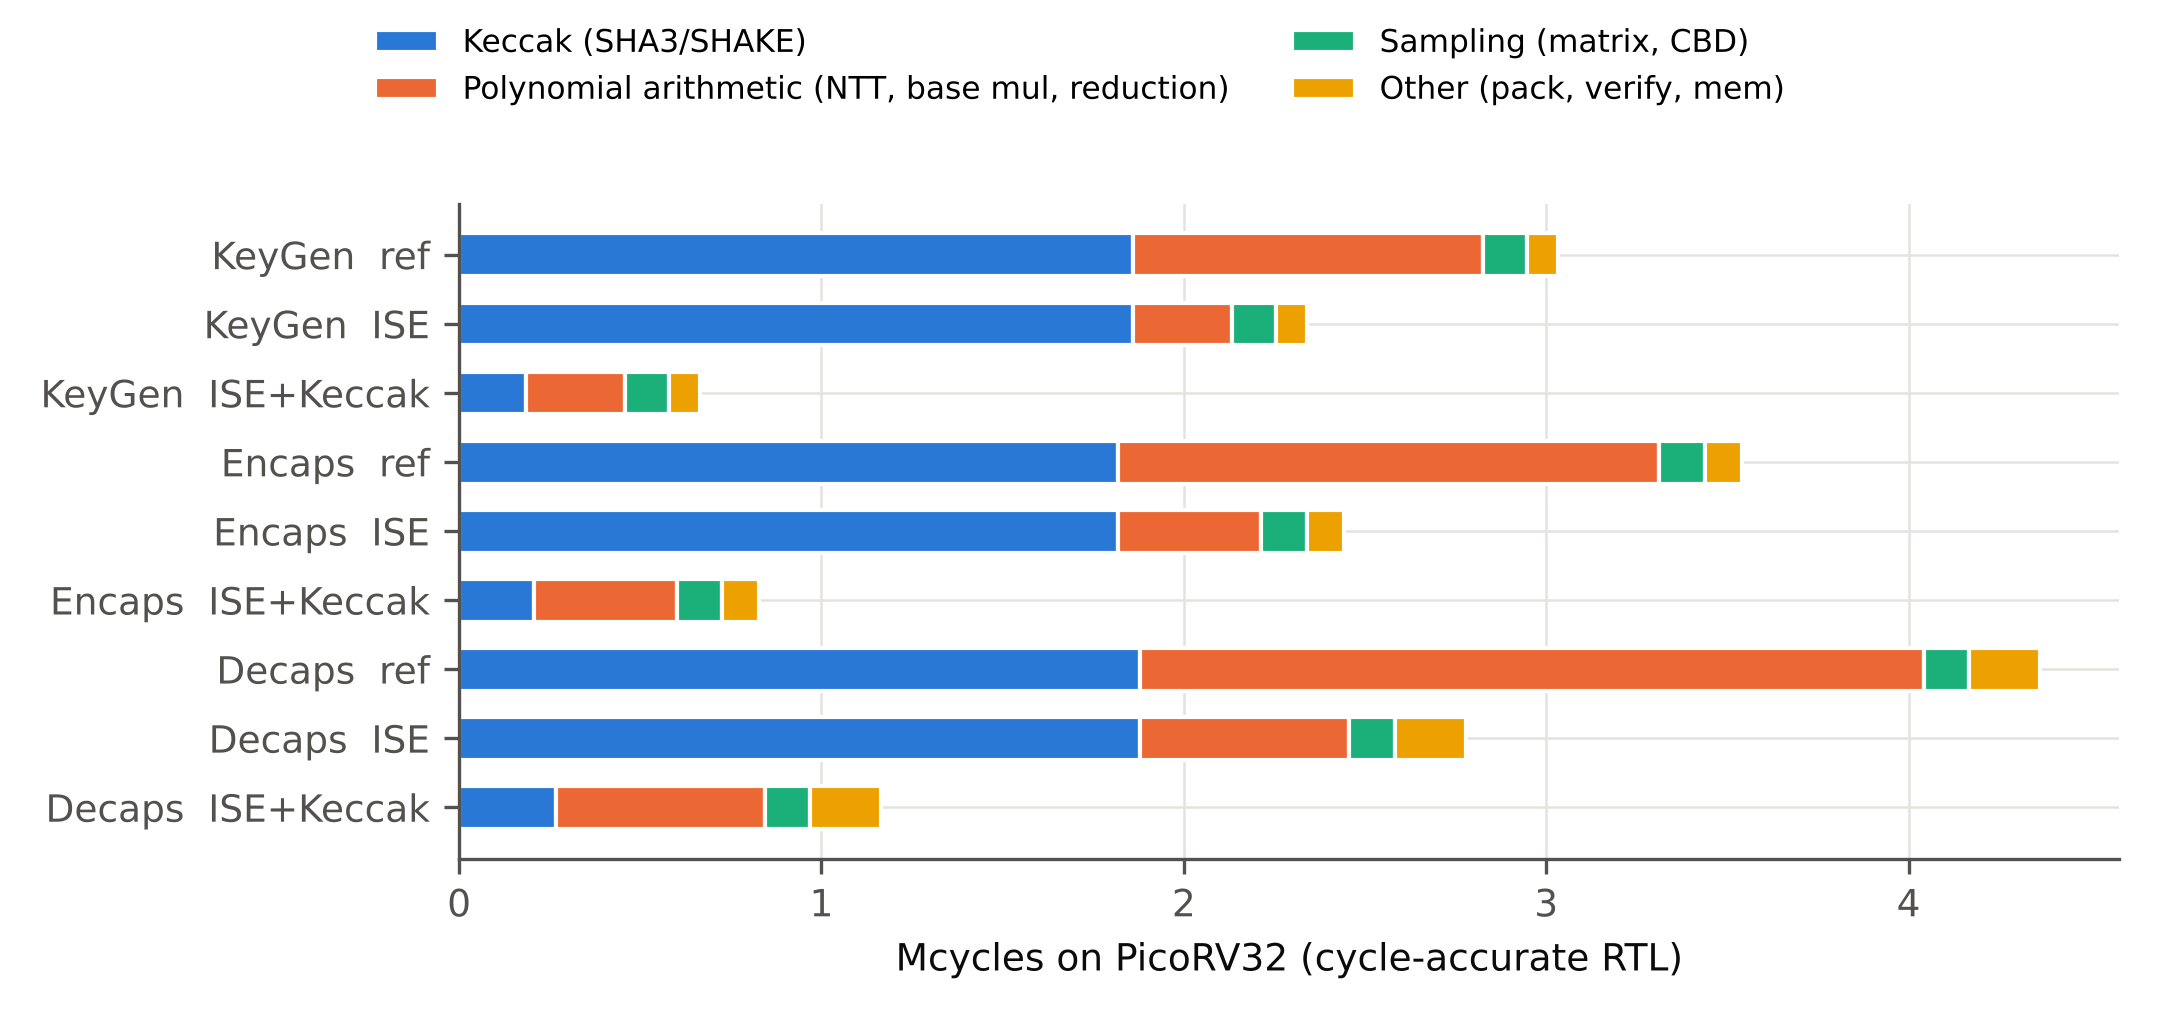 Keccak (SHA3/SHAKE)
Polynomial arithmetic (NTT, base mul, reduction)
Sampling (matrix, CBD)
Other (pack, verify, mem)
KeyGen ref
KeyGen ISE
KeyGen ISE+Keccak
Encaps ref
Encaps ISE
Encaps ISE+Keccak
Decaps ref
Decaps ISE
Decaps ISE+Keccak
0 1 2 3 4
Mcycles on PicoRV32 (cycle-accurate RTL)